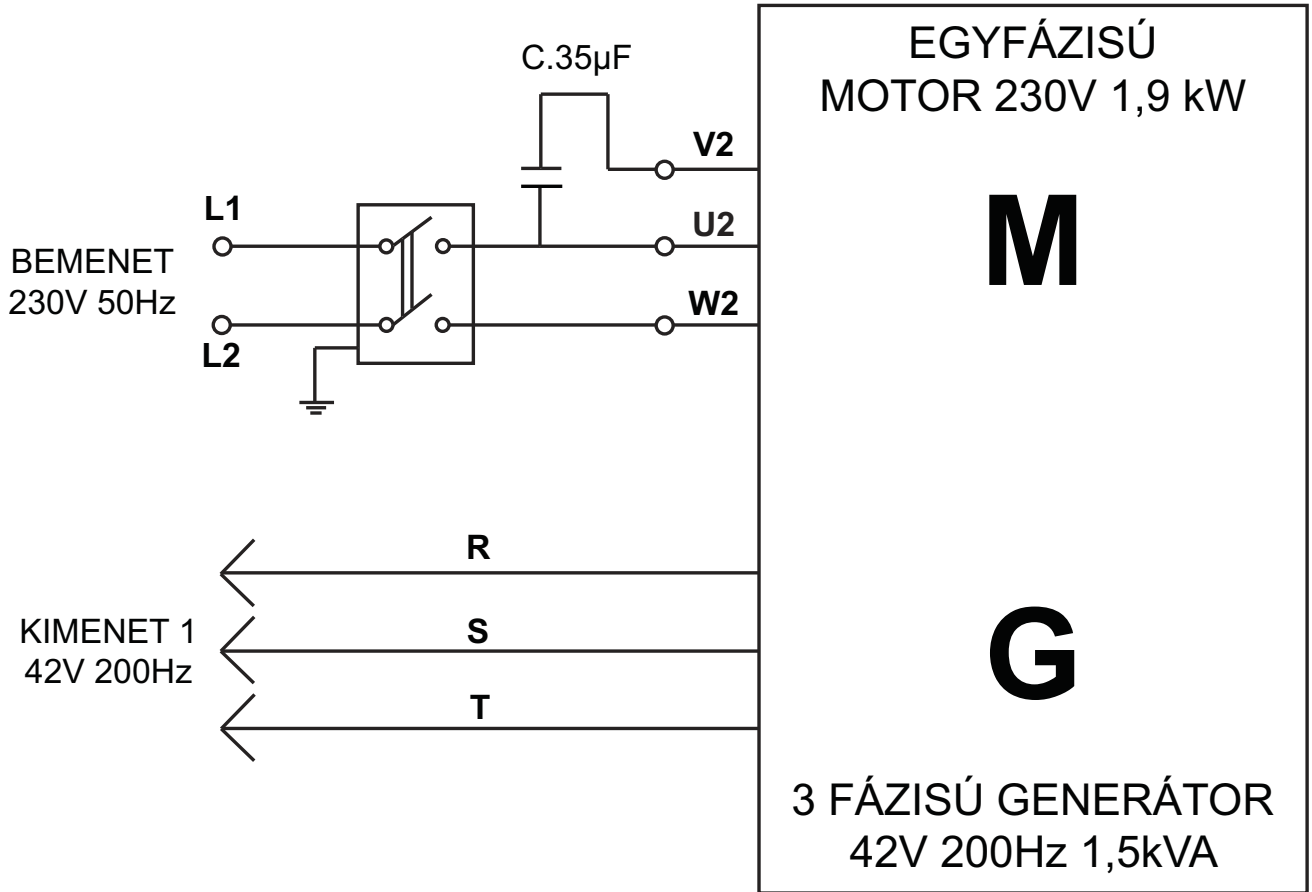 EGYFÁZISÚ
MOTOR 230V 1,9 kW
C.35µF
V2
L1
U2
BEMENET
230V 50Hz
M
W2
L2
R
KIMENET 1
42V 200Hz
S
G
T
3 FÁZISÚ GENERÁTOR
42V 200Hz 1,5kVA